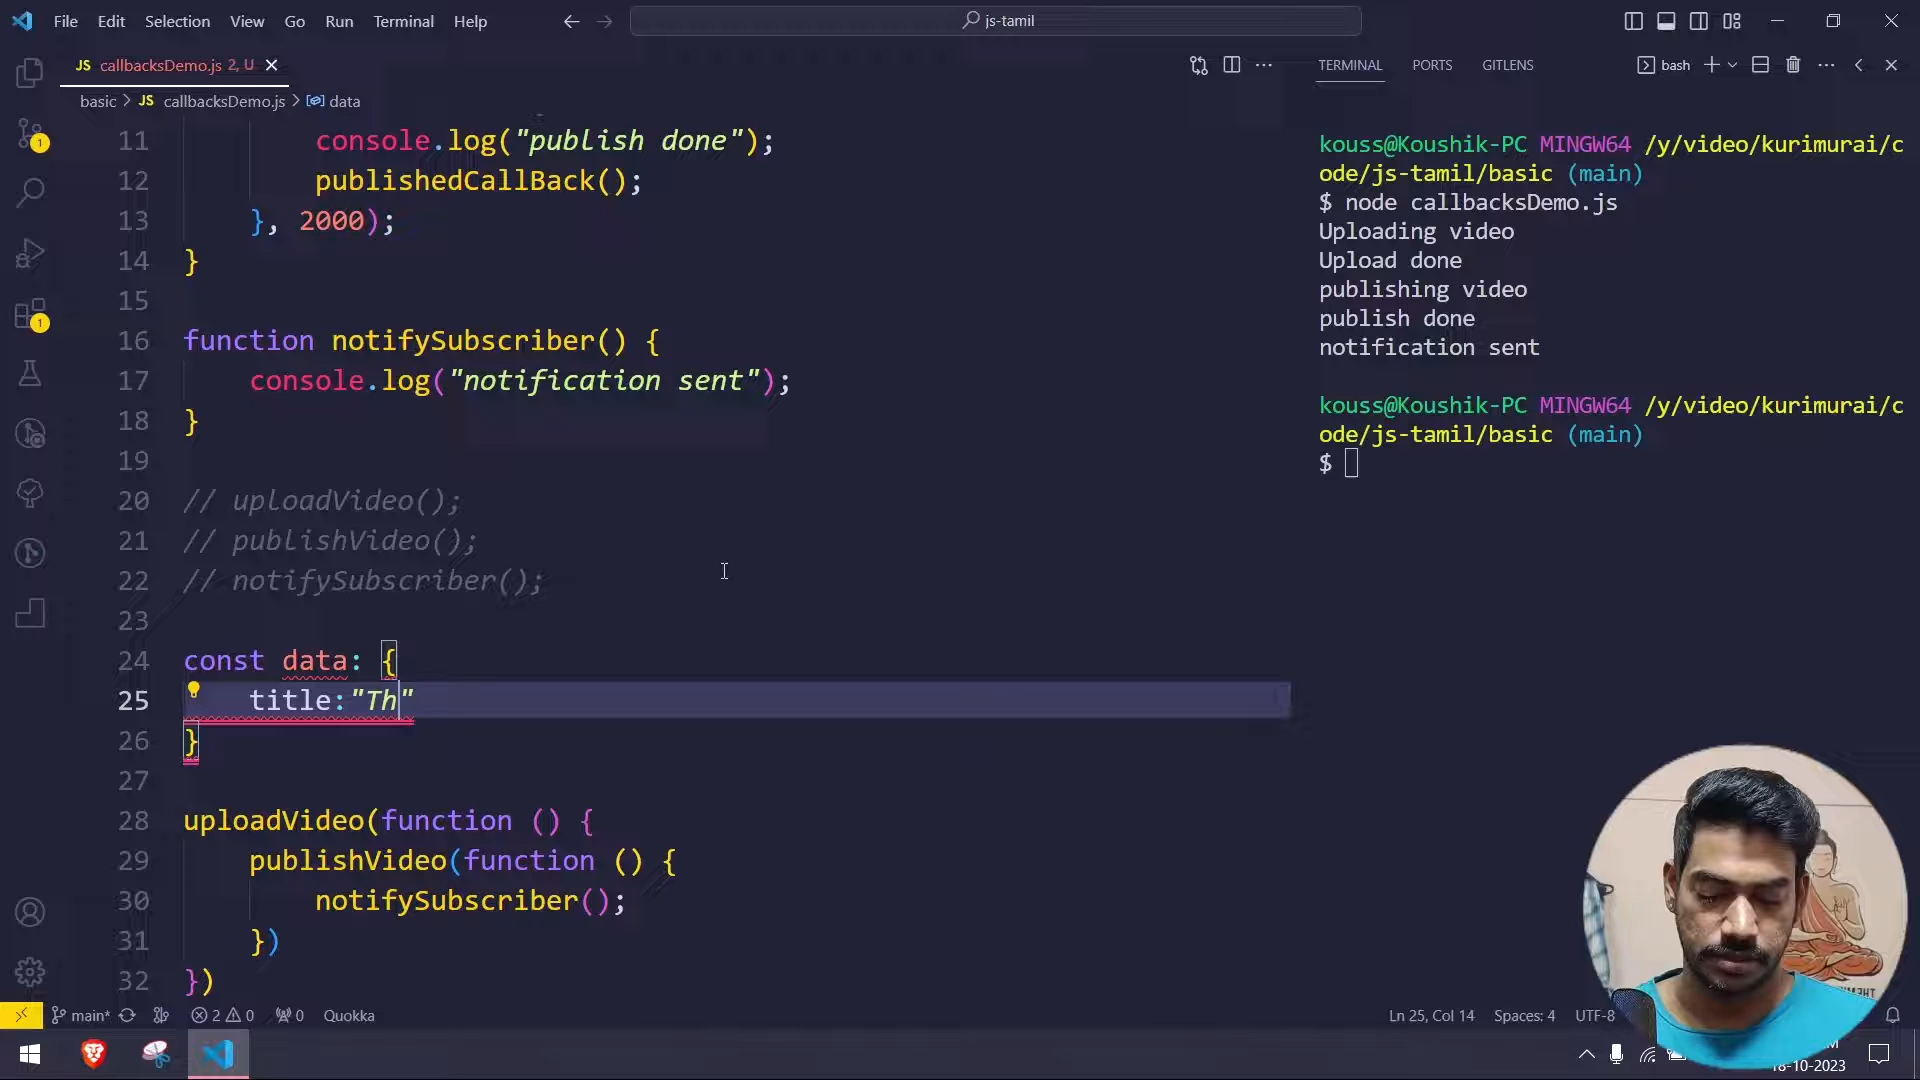 File Edit Selection View Go Run Terminal Help
js-tamil
JS callbacksDemo.js 2, U
TERMINAL PORTS GITLENS
bash
basic > JS callbacksDemo.js > data
11 console.log("publish done");
12 publishedCallBack();
13 }, 2000);
14 }
15
16 function notifySubscriber() {
17 console.log("notification sent");
18 }
19
20 // uploadVideo();
21 // publishVideo();
22 // notifySubscriber();
23
24 const data: {
25 title:"Th"
26 }
27
28 uploadVideo(function () {
29 publishVideo(function () {
30 notifySubscriber();
31 })
32 })
kouss@Koushik-PC MINGW64 /y/video/kurimurai/c
ode/js-tamil/basic (main)
$ node callbacksDemo.js
Uploading video
Upload done
publishing video
publish done
notification sent
kouss@Koushik-PC MINGW64 /y/video/kurimurai/c
ode/js-tamil/basic (main)
$
1
1
main* 2 0 0 Quokka
Ln 25, Col 14 Spaces: 4 UTF-8
18-10-2023